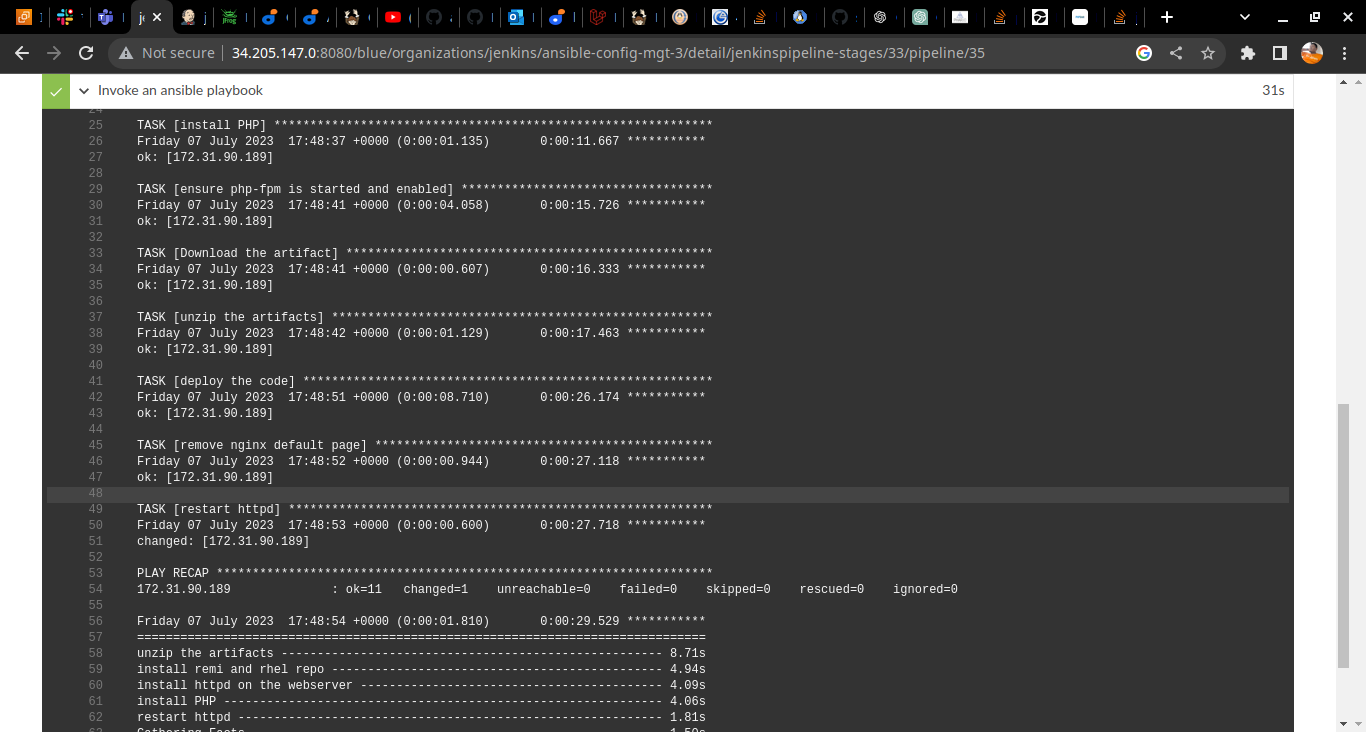 Not secure 34.205.147.0:8080/blue/organizations/jenkins/ansible-config-mgt-3/detail/jenkinspipeline-stages/33/pipeline/35
Invoke an ansible playbook 31s
24
25 TASK [install PHP] *************************************************************
26 Friday 07 July 2023  17:48:37 +0000 (0:00:01.135)       0:00:11.667 ***********
27 ok: [172.31.90.189]
28
29 TASK [ensure php-fpm is started and enabled] ***********************************
30 Friday 07 July 2023  17:48:41 +0000 (0:00:04.058)       0:00:15.726 ***********
31 ok: [172.31.90.189]
32
33 TASK [Download the artifact] ***************************************************
34 Friday 07 July 2023  17:48:41 +0000 (0:00:00.607)       0:00:16.333 ***********
35 ok: [172.31.90.189]
36
37 TASK [unzip the artifacts] *****************************************************
38 Friday 07 July 2023  17:48:42 +0000 (0:00:01.129)       0:00:17.463 ***********
39 ok: [172.31.90.189]
40
41 TASK [deploy the code] *********************************************************
42 Friday 07 July 2023  17:48:51 +0000 (0:00:08.710)       0:00:26.174 ***********
43 ok: [172.31.90.189]
44
45 TASK [remove nginx default page] ***********************************************
46 Friday 07 July 2023  17:48:52 +0000 (0:00:00.944)       0:00:27.118 ***********
47 ok: [172.31.90.189]
48
49 TASK [restart httpd] ***********************************************************
50 Friday 07 July 2023  17:48:53 +0000 (0:00:00.600)       0:00:27.718 ***********
51 changed: [172.31.90.189]
52
53 PLAY RECAP *********************************************************************
54 172.31.90.189              : ok=11   changed=1    unreachable=0    failed=0    skipped=0    rescued=0    ignored=0
55
56 Friday 07 July 2023  17:48:54 +0000 (0:00:01.810)       0:00:29.529 ***********
57 ===============================================================================
58 unzip the artifacts ----------------------------------------------------- 8.71s
59 install remi and rhel repo ---------------------------------------------- 4.94s
60 install httpd on the webserver ------------------------------------------ 4.09s
61 install PHP ------------------------------------------------------------- 4.06s
62 restart httpd ----------------------------------------------------------- 1.81s